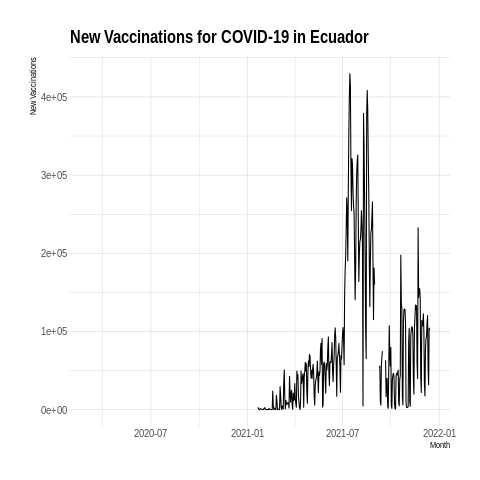 New Vaccinations for COVID-19 in Ecuador
New Vaccinations
4e+05
3e+05
2e+05
1e+05
0e+00
2020-07
2021-01
2021-07
2022-01
Month